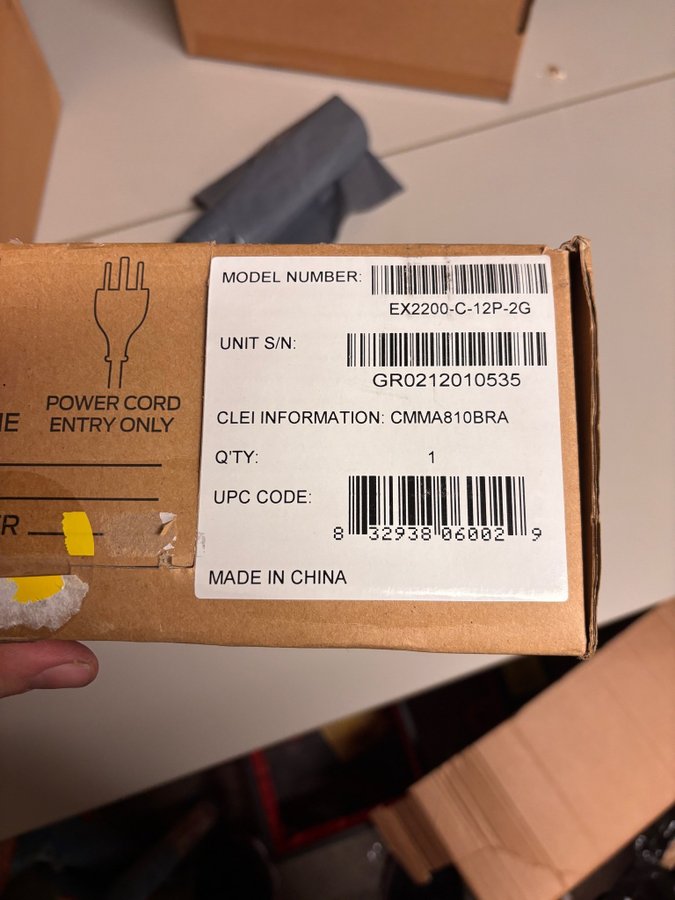 POWER CORD
ENTRY ONLY
MODEL NUMBER:
EX2200-C-12P-2G
UNIT S/N:
GR0212010535
CLEI INFORMATION: CMMA810BRA
Q'TY: 1
UPC CODE:
8 32938 06002 9
MADE IN CHINA